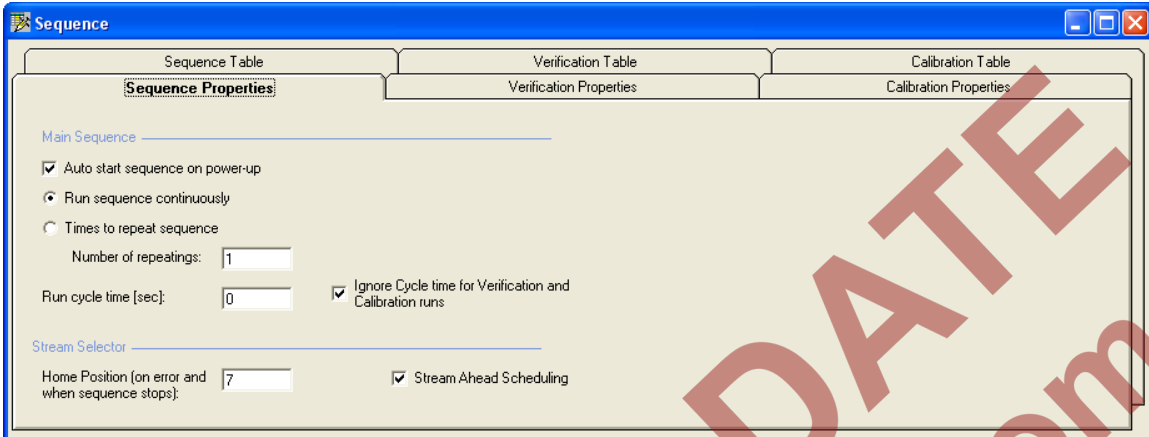 Sequence
Sequence Table
Verification Table
Calibration Table
Sequence Properties
Verification Properties
Calibration Properties
Main Sequence
Auto start sequence on power-up
Run sequence continuously
Times to repeat sequence
Number of repeatings: 1
Run cycle time [sec]: 0
Ignore Cycle time for Verification and
Calibration runs
Stream Selector
Home Position (on error and
when sequence stops): 7
Stream Ahead Scheduling
DATE
om